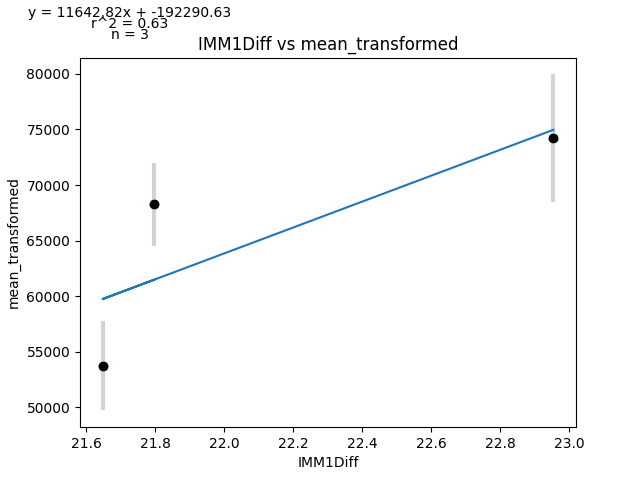 y = 11642.82x + -192290.63
r^2 = 0.63
n = 3
IMM1Diff vs mean_transformed
80000
75000
70000
65000
60000
55000
50000
mean_transformed
21.6 21.8 22.0 22.2 22.4 22.6 22.8 23.0
IMM1Diff